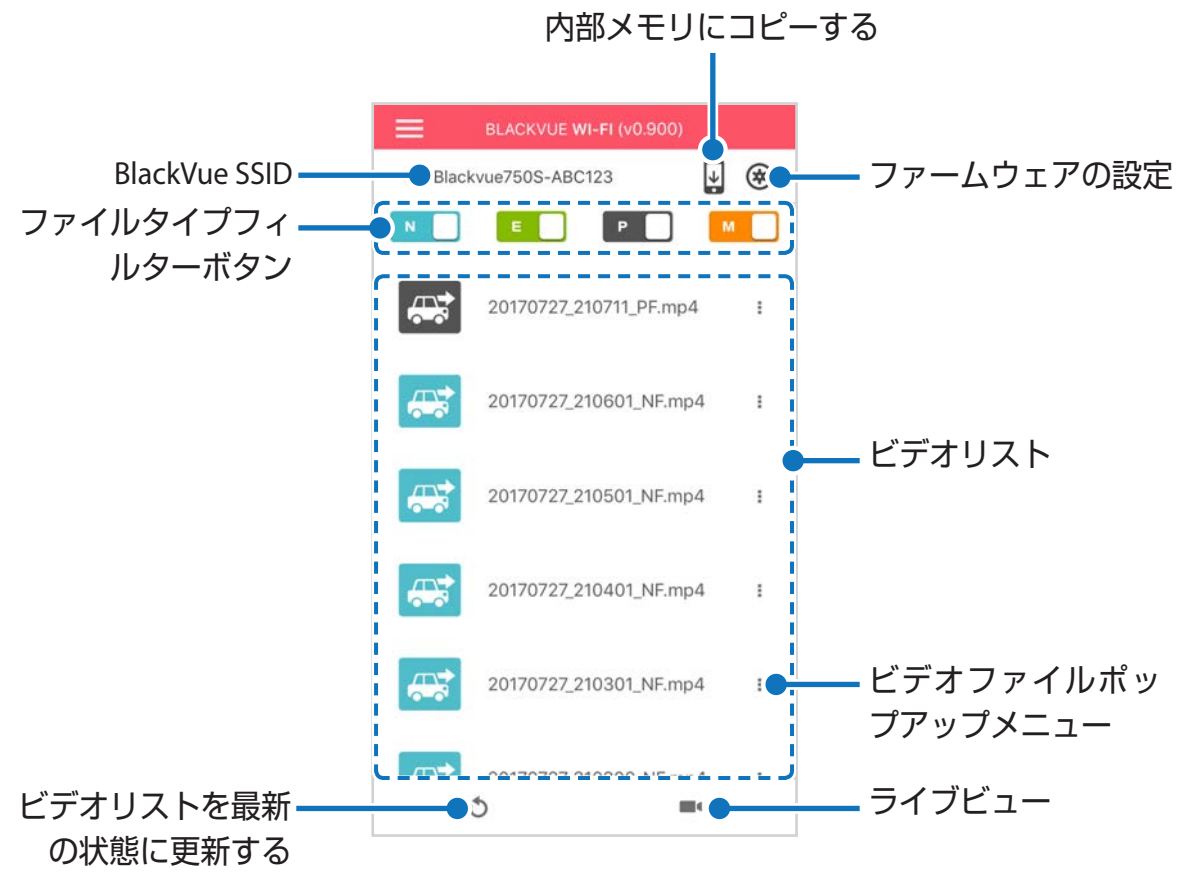 内部メモリにコピーする
BLACKVUE WI-FI (v0.900)
BlackVue SSID
Blackvue750S-ABC123
ファームウェアの設定
ファイルタイプフィ
ルターボタン
N E P M
20170727_210711_PF.mp4
20170727_210601_NF.mp4
ビデオリスト
20170727_210501_NF.mp4
20170727_210401_NF.mp4
20170727_210301_NF.mp4
ビデオファイルポッ
プアップメニュー
ビデオリストを最新
の状態に更新する
ライブビュー